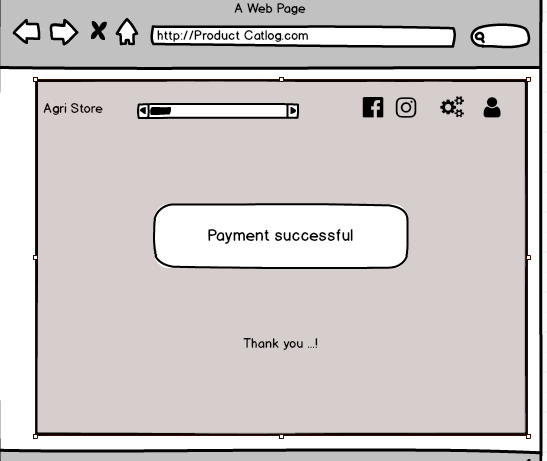 A Web Page
http://Product Catlog.com
Agri Store
Payment successful
Thank you ...!